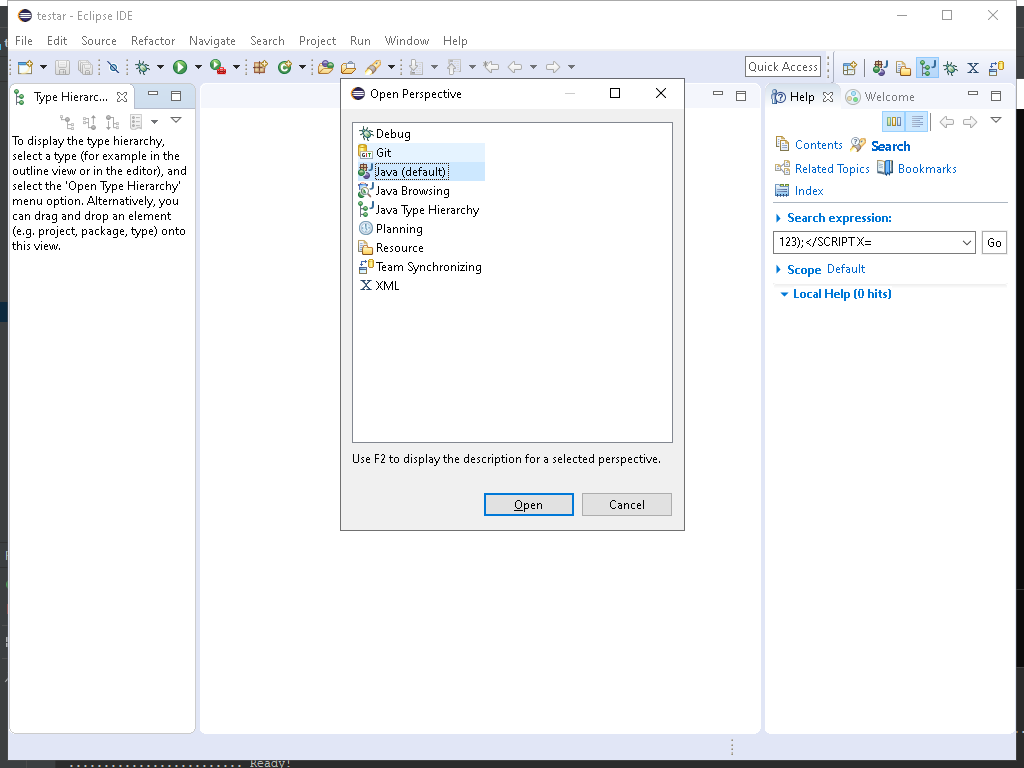 testar - Eclipse IDE
File Edit Source Refactor Navigate Search Project Run Window Help
Quick Access
Type Hierarc...
To display the type hierarchy,
select a type (for example in the
outline view or in the editor), and
select the 'Open Type Hierarchy'
menu option. Alternatively, you
can drag and drop an element
(e.g. project, package, type) onto
this view.
Open Perspective
Debug
GIT Git
Java (default)
Java Browsing
Java Type Hierarchy
Planning
Resource
Team Synchronizing
X XML
Use F2 to display the description for a selected perspective.
Open Cancel
Help Welcome
Contents Search
Related Topics Bookmarks
Index
Search expression:
123);</SCRIPT X= Go
Scope Default
Local Help (0 hits)
Ready!